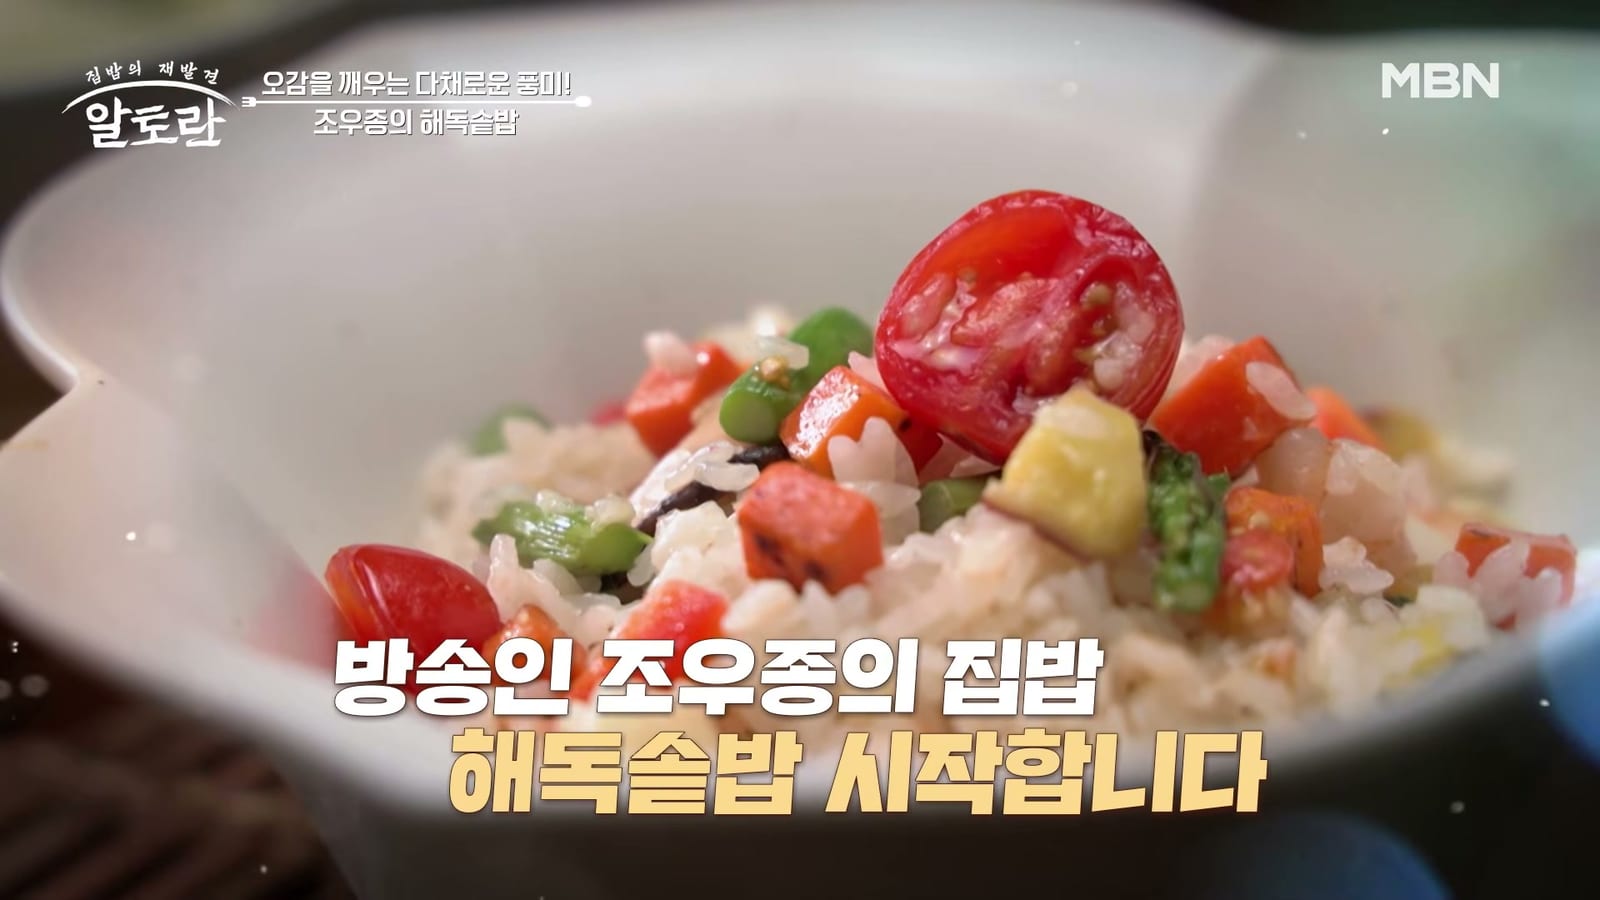 집밥의 재발견
알토란
오감을 깨우는 다채로운 풍미!
조우종의 해독솥밥
MBN
방송인 조우종의 집밥
해독솥밥 시작합니다